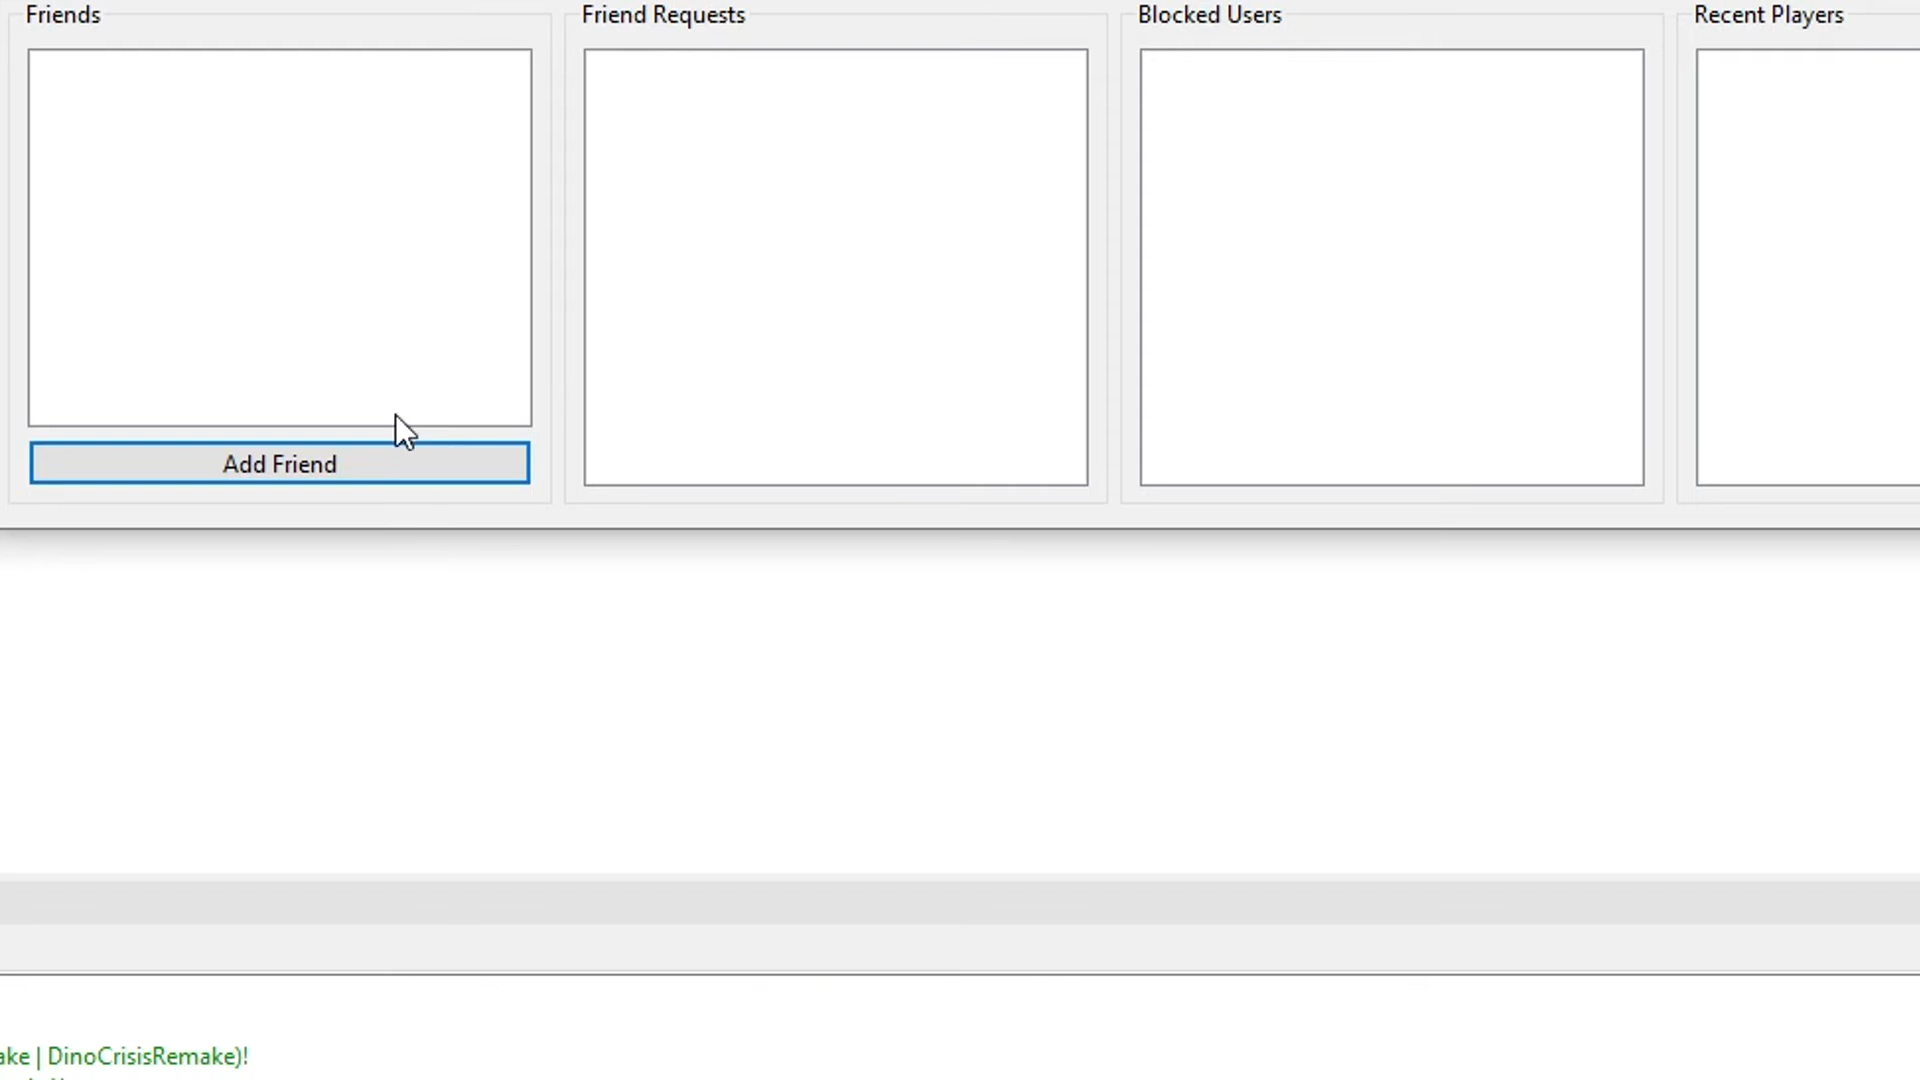 Friends
Friend Requests
Blocked Users
Recent Players
Add Friend
ake | DinoCrisisRemake)!